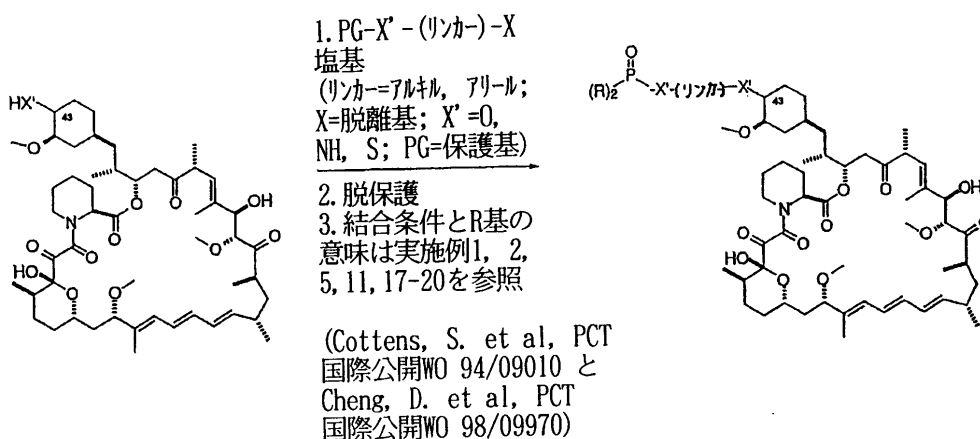 1. PG-X' - (リンカー) -X
塩基
(リンカー=アルキル, アリール;
X=脱離基; X' =O,
NH, S; PG=保護基)
2. 脱保護
3. 結合条件とR基の
意味は実施例1, 2,
5, 11, 17-20を参照
(Cottens, S. et al, PCT
国際公開WO 94/09010 と
Cheng, D. et al, PCT
国際公開WO 98/09970)
HX'
43
O
O
OH
O
N
O
O
O
O
O
O
HO
O
O
O
(R)₂
P
-X'-(リンカー)-X'
43
O
O
OH
O
N
O
O
O
O
O
O
HO
O
O